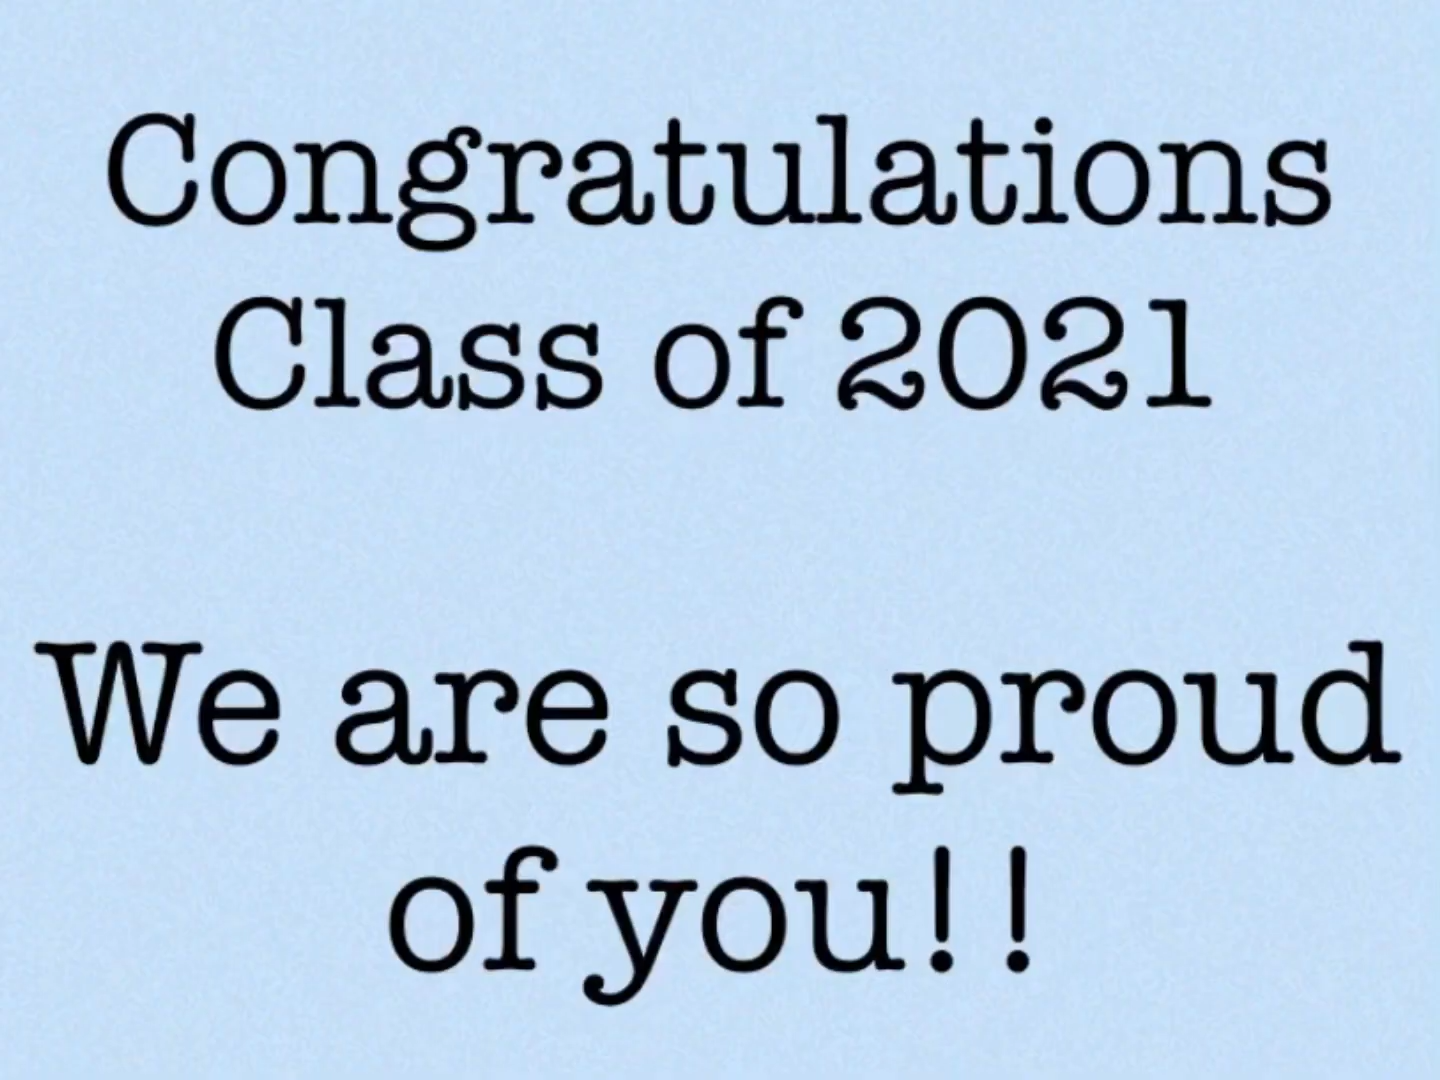 Congratulations
Class of 2021
We are so proud
of you!!